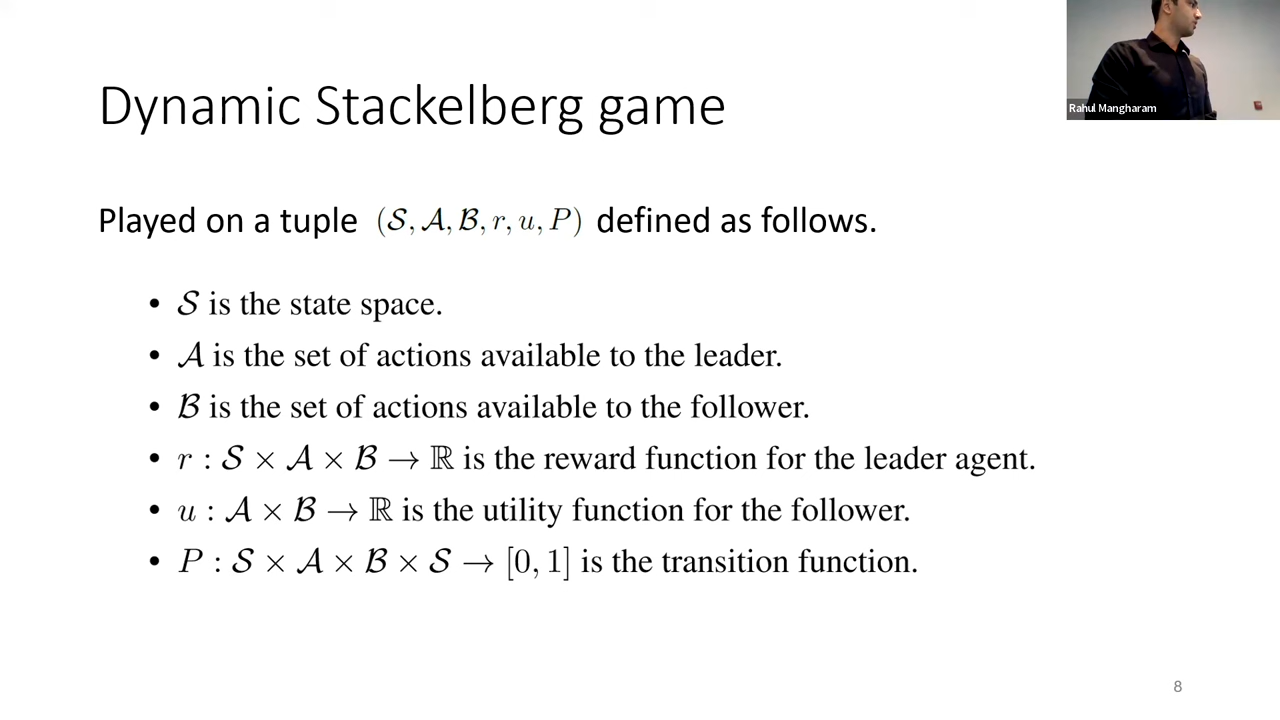 Dynamic Stackelberg game
Rahul Mangharam
Played on a tuple (𝒮, 𝒜, ℬ, r, u, P) defined as follows.
• 𝒮 is the state space.
• 𝒜 is the set of actions available to the leader.
• ℬ is the set of actions available to the follower.
• r : 𝒮 × 𝒜 × ℬ → ℝ is the reward function for the leader agent.
• u : 𝒜 × ℬ → ℝ is the utility function for the follower.
• P : 𝒮 × 𝒜 × ℬ × 𝒮 → [0, 1] is the transition function.
8